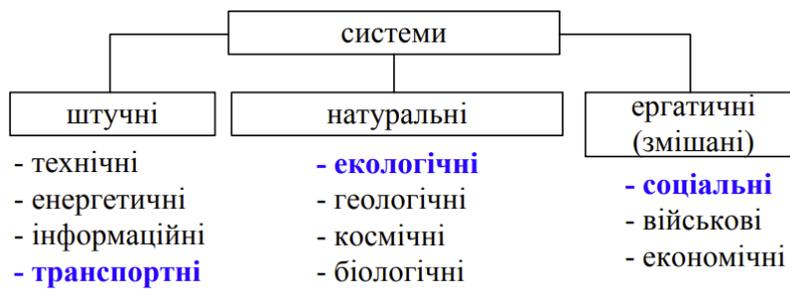 системи
штучні
- технічні
- енергетичні
- інформаційні
- транспортні
натуральні
- екологічні
- геологічні
- космічні
- біологічні
ергатичні
(змішані)
- соціальні
- військові
- економічні